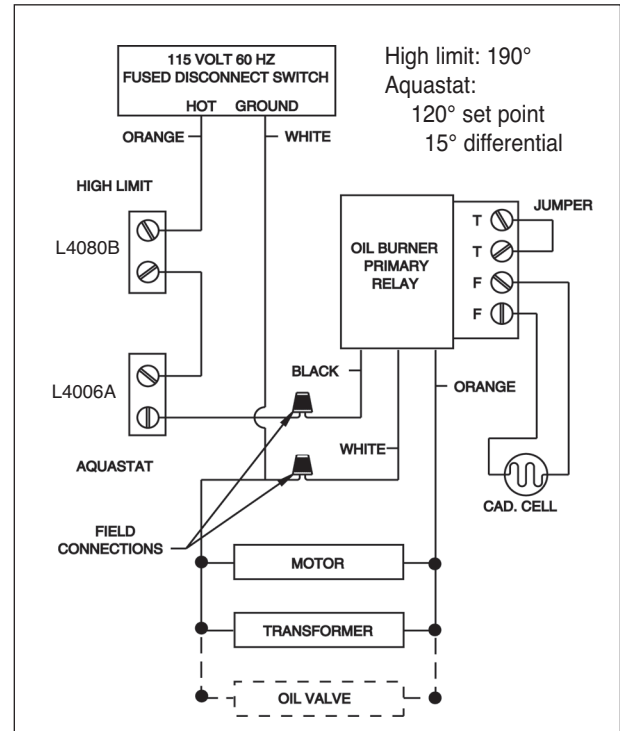 115 VOLT 60 HZ
FUSED DISCONNECT SWITCH
HOT GROUND
High limit: 190°
Aquastat:
120° set point
15° differential
ORANGE
WHITE
HIGH LIMIT
L4080B
OIL BURNER
PRIMARY
RELAY
T
T
F
F
JUMPER
L4006A
BLACK
ORANGE
AQUASTAT
WHITE
CAD. CELL
FIELD
CONNECTIONS
MOTOR
TRANSFORMER
OIL VALVE